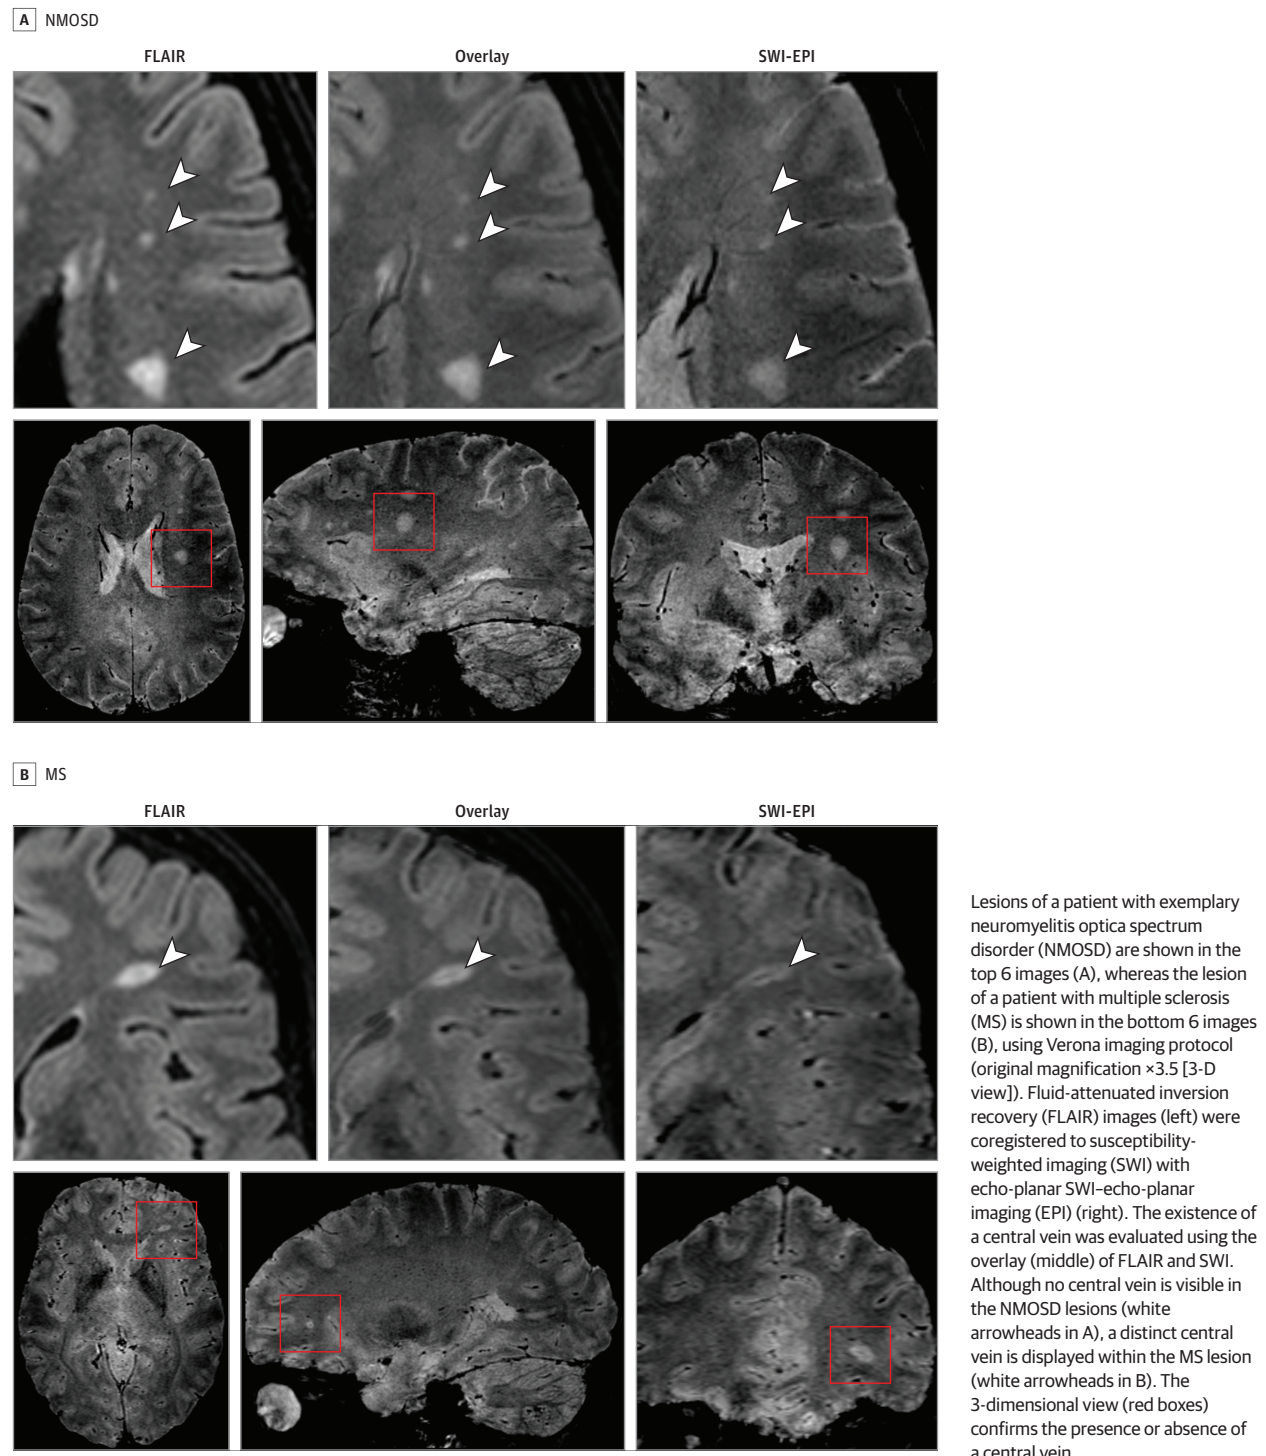 A NMOSD
FLAIR
Overlay
SWI-EPI
B MS
FLAIR
Overlay
SWI-EPI
Lesions of a patient with exemplary
neuromyelitis optica spectrum
disorder (NMOSD) are shown in the
top 6 images (A), whereas the lesion
of a patient with multiple sclerosis
(MS) is shown in the bottom 6 images
(B), using Verona imaging protocol
(original magnification ×3.5 [3-D
view]). Fluid-attenuated inversion
recovery (FLAIR) images (left) were
coregistered to susceptibility-
weighted imaging (SWI) with
echo-planar SWI–echo-planar
imaging (EPI) (right). The existence of
a central vein was evaluated using the
overlay (middle) of FLAIR and SWI.
Although no central vein is visible in
the NMOSD lesions (white
arrowheads in A), a distinct central
vein is displayed within the MS lesion
(white arrowheads in B). The
3-dimensional view (red boxes)
confirms the presence or absence of
a central vein